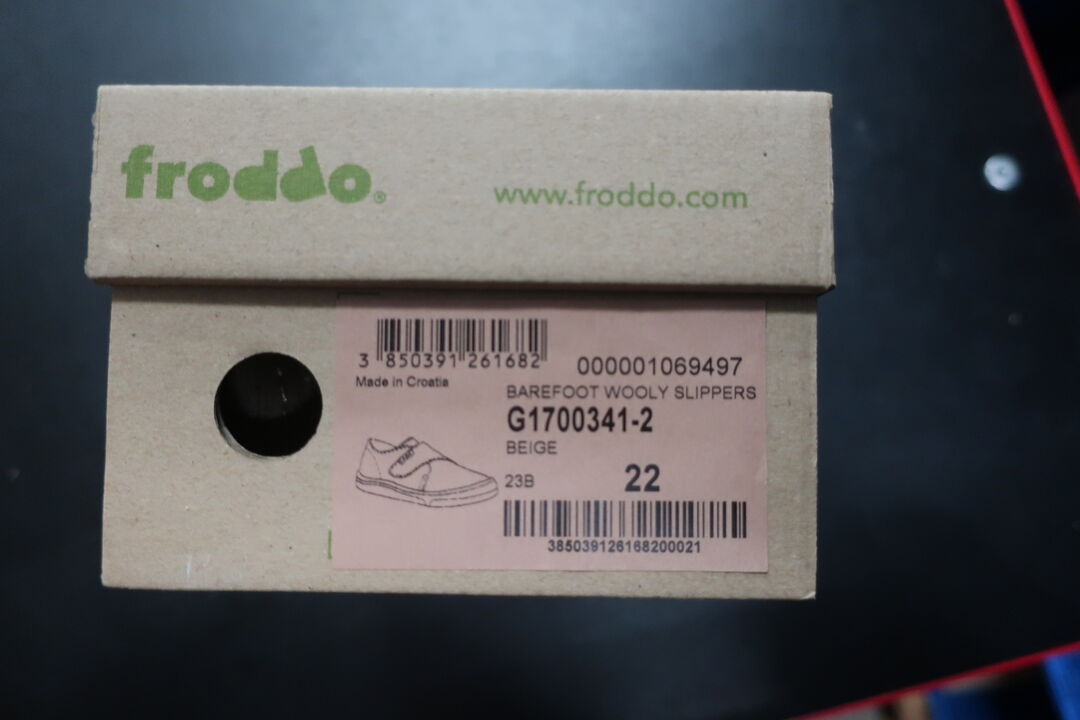 froddo®
www.froddo.com
3 850391 261682
000001069497
Made in Croatia
BAREFOOT WOOLY SLIPPERS
G1700341-2
BEIGE
23B
22
385039126168200021